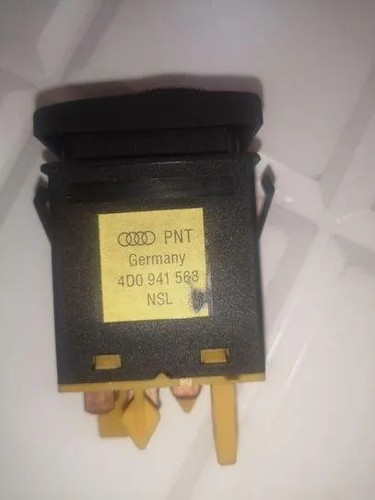 PNT
Germany
4D0 941 563
NSL